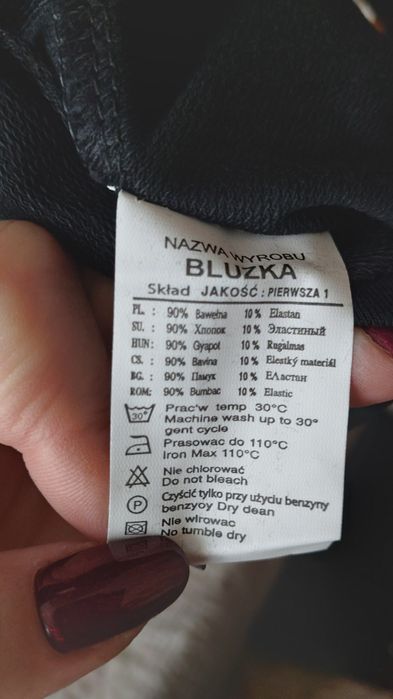 NAZWA WYROBU
BLUZKA
Skład JAKOŚĆ : PIERWSZA 1
PL. : 90% Bawełna 10 % Elastan
SU. : 90% Хлопок 10 % Эластиный
HUN: 90% Gyapot 10 % Rugalmas
CS. : 90% Bavina 10 % Elestký materiál
BG. : 90% Памук 10 % ЕЛастан
ROM: 90% Bumbac 10 % Elastic
30° Prac'w temp 30°C
Machine wash up to 30°
gent cycle
Prasowac do 110°C
Iron Max 110°C
Nie chlorować
Do not bleach
P Czyścić tylko przy użyciu benzyny
benzyoy Dry dean
Nie wirowac
No tumble dry